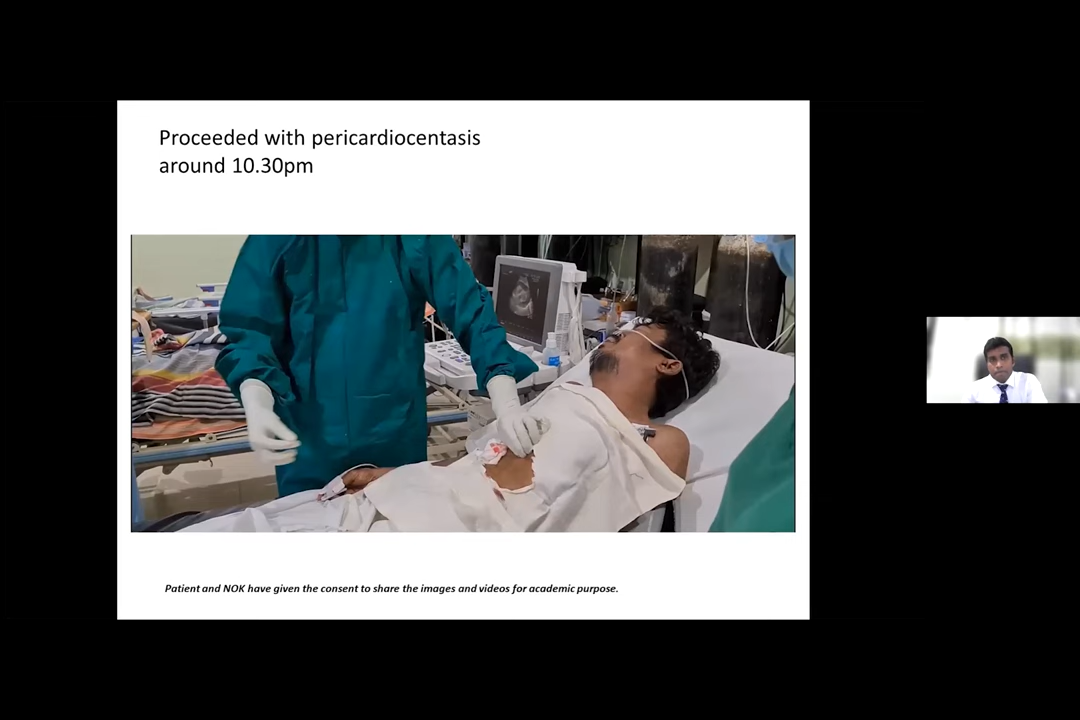 Proceeded with pericardiocentasis
around 10.30pm
Patient and NOK have given the consent to share the images and videos for academic purpose.